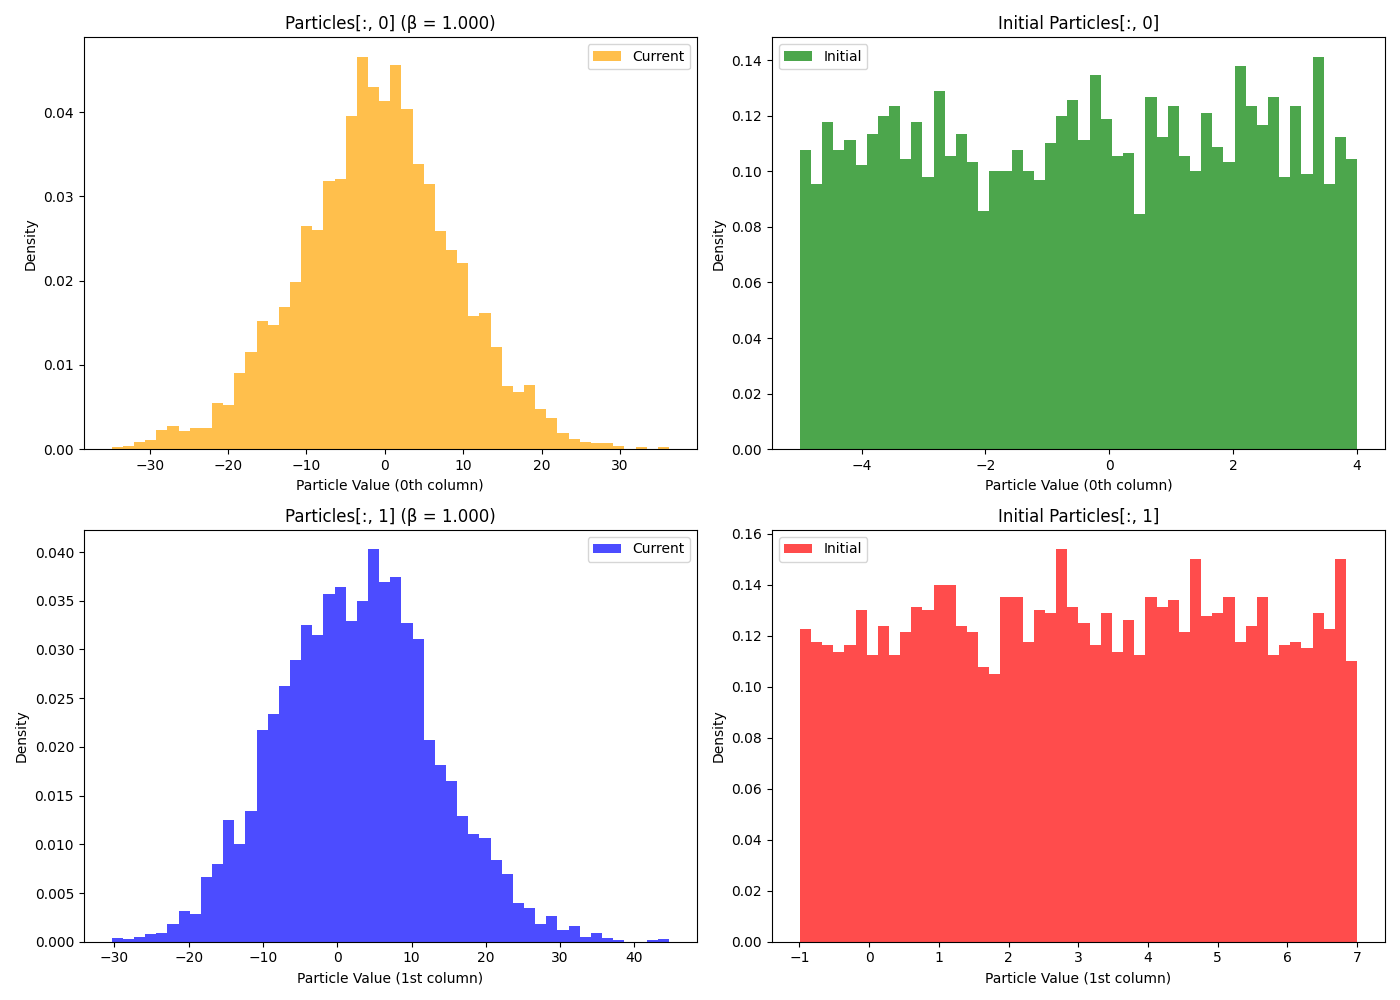 Particles[:, 0] (β = 1.000)
Current
Density
0.04
0.03
0.02
0.01
0.00
−30 −20 −10 0 10 20 30
Particle Value (0th column)
Initial Particles[:, 0]
Initial
Density
0.14
0.12
0.10
0.08
0.06
0.04
0.02
0.00
−4 −2 0 2 4
Particle Value (0th column)
Particles[:, 1] (β = 1.000)
Current
Density
0.040
0.035
0.030
0.025
0.020
0.015
0.010
0.005
0.000
−30 −20 −10 0 10 20 30 40
Particle Value (1st column)
Initial Particles[:, 1]
Initial
Density
0.16
0.14
0.12
0.10
0.08
0.06
0.04
0.02
0.00
−1 0 1 2 3 4 5 6 7
Particle Value (1st column)